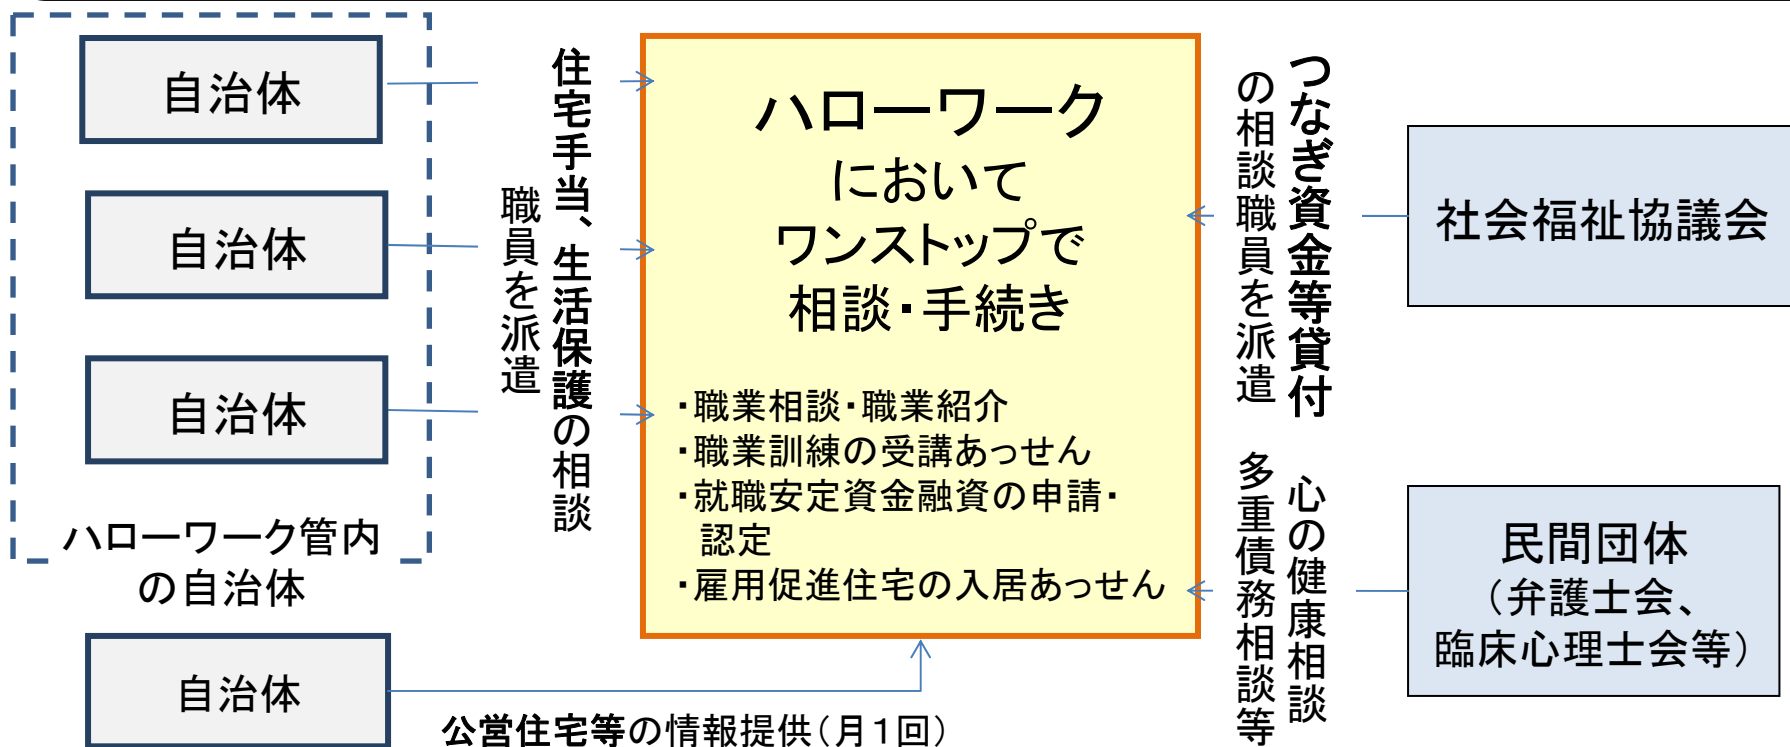 自治体
自治体
自治体
ハローワーク管内
の自治体
自治体
住宅手当、生活保護の相談
職員を派遣
公営住宅等の情報提供（月１回）
ハローワーク
において
ワンストップで
相談・手続き
・職業相談・職業紹介
・職業訓練の受講あっせん
・就職安定資金融資の申請・
認定
・雇用促進住宅の入居あっせん
つなぎ資金等貸付
の相談職員を派遣
心の健康相談
多重債務相談等
社会福祉協議会
民間団体
（弁護士会、
臨床心理士会等）